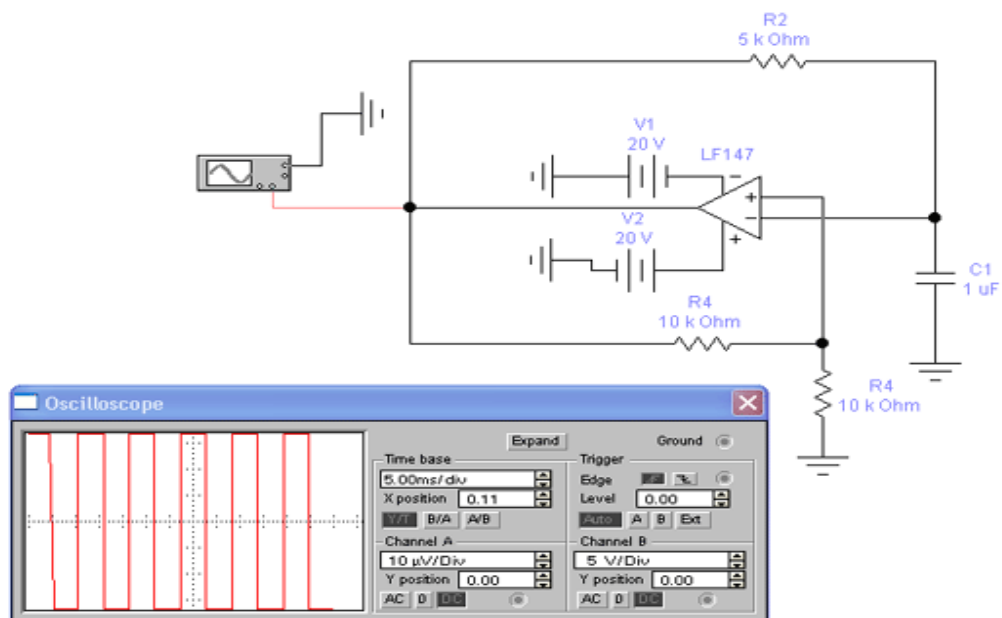 R2
5 k Ohm
V1
20 V
LF147
V2
20 V
C1
1 uF
R4
10 k Ohm
R4
10 k Ohm
Oscilloscope
Expand
Ground
Time base
5.00ms/div
X position 0.11
Y/T B/A A/B
Trigger
Edge
Level 0.00
Auto A B Ext
Channel A
10 µV/Div
Y position 0.00
AC 0 DC
Channel B
5 V/Div
Y position 0.00
AC 0 DC